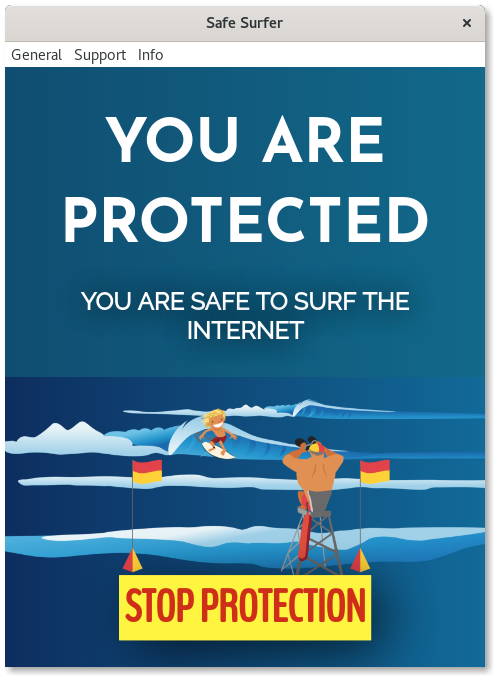 Safe Surfer
General Support Info
YOU ARE
PROTECTED
YOU ARE SAFE TO SURF THE
INTERNET
STOP PROTECTION